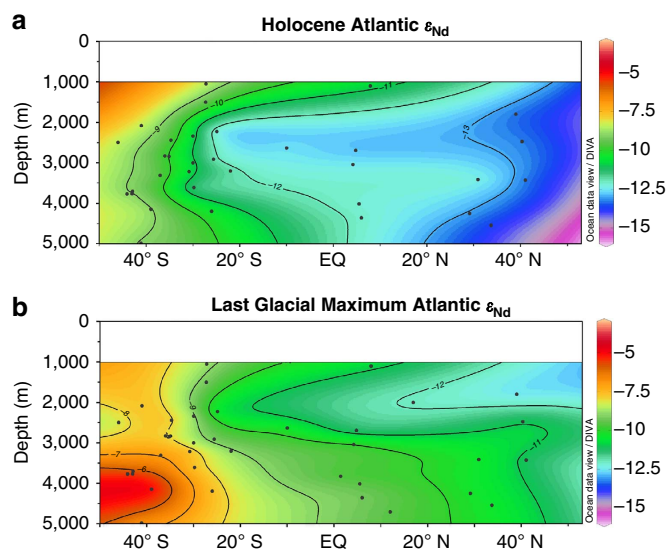 a
Holocene Atlantic εNd
0
1,000
2,000
3,000
4,000
5,000
Depth (m)
40° S
20° S
EQ
20° N
40° N
-9
-10
-11
-12
-13
-8
Ocean data view / DIVA
-5
-7.5
-10
-12.5
-15
b
Last Glacial Maximum Atlantic εNd
0
1,000
2,000
3,000
4,000
5,000
Depth (m)
40° S
20° S
EQ
20° N
40° N
-8
-7
-6
-9
-12
-11
Ocean data view / DIVA
-5
-7.5
-10
-12.5
-15